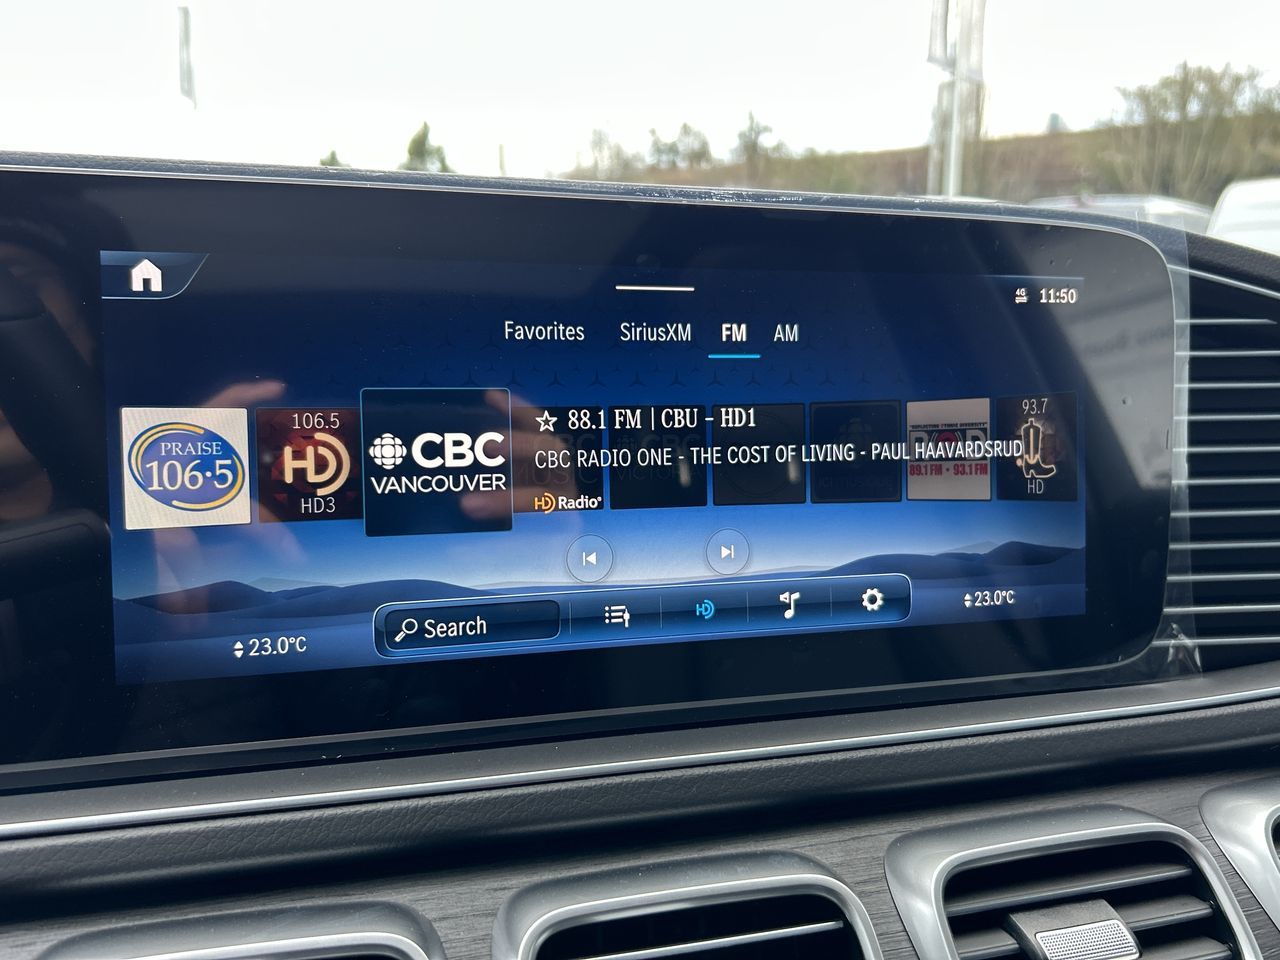 4G 11:50
Favorites SiriusXM FM AM
PRAISE
106.5
106.5
HD
HD3
CBC
VANCOUVER
88.1 FM | CBU - HD1
CBC RADIO ONE - THE COST OF LIVING - PAUL HAAVARDSRUD
HD Radio
89.1 FM • 93.1 FM
93.7
HD
Search
HD
23.0°C
23.0°C